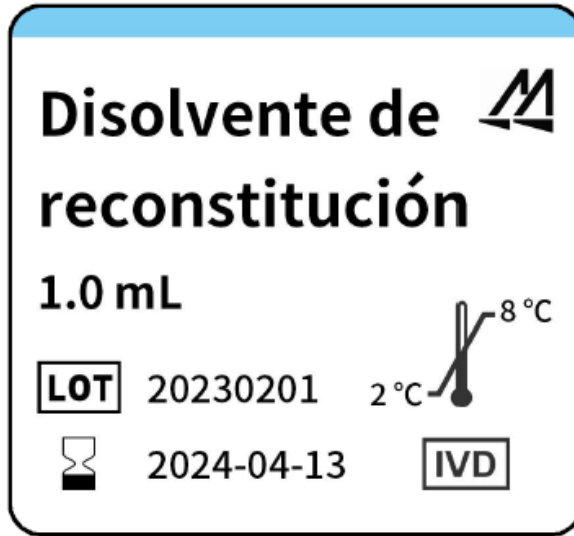 Disolvente de
reconstitución
1.0 mL
8 °C
LOT 20230201
2 °C
2024-04-13
IVD